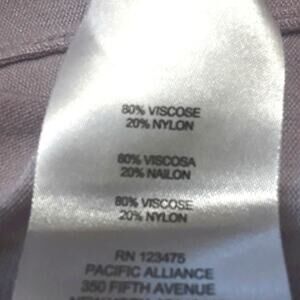 80% VISCOSE
20% NYLON
80% VISCOSA
20% NAILON
80% VISCOSE
20% NYLON
RN 123475
PACIFIC ALLIANCE
350 FIFTH AVENUE